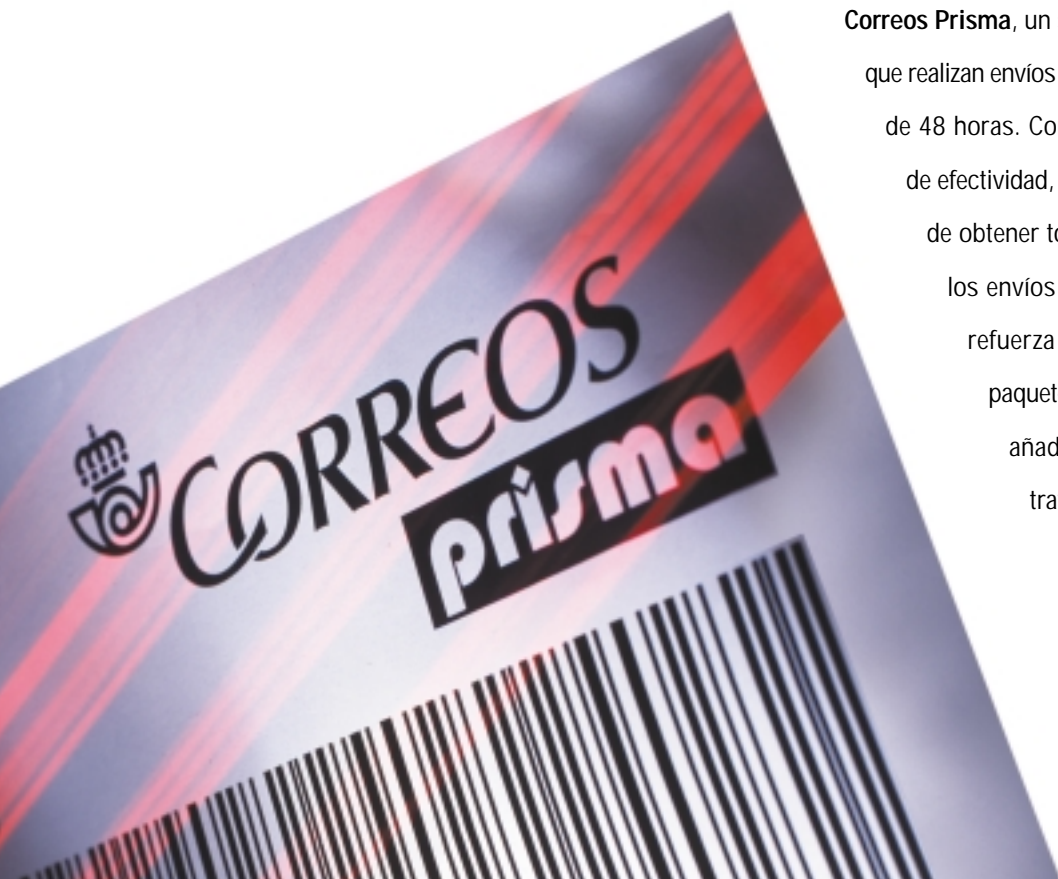 Correos Prisma, un
que realizan envíos
de 48 horas. Co
de efectividad,
de obtener to
los envíos
refuerza
paquet
añad
tra
CORREOS
prisma